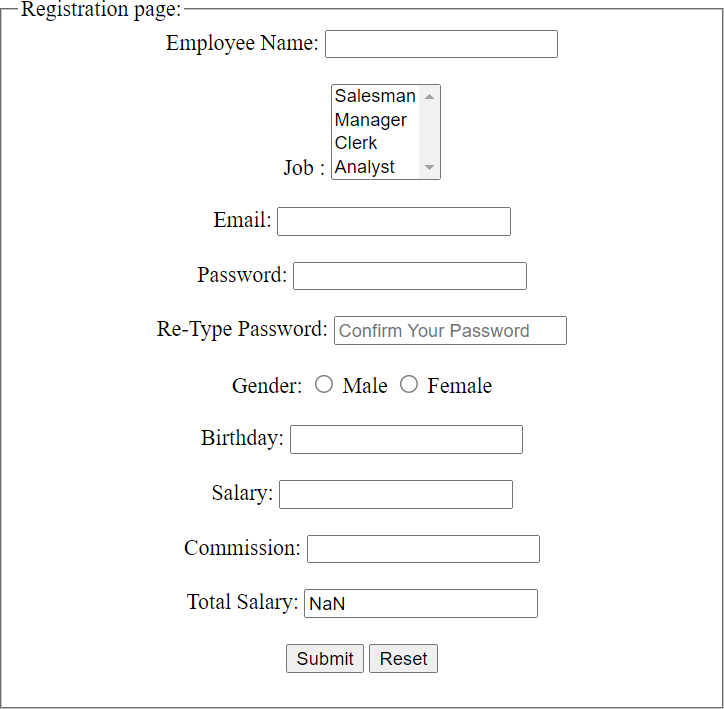 Registration page:
Employee Name:
Salesman
Manager
Clerk
Job : Analyst
Email:
Password:
Re-Type Password: Confirm Your Password
Gender: Male Female
Birthday:
Salary:
Commission:
Total Salary: NaN
Submit Reset